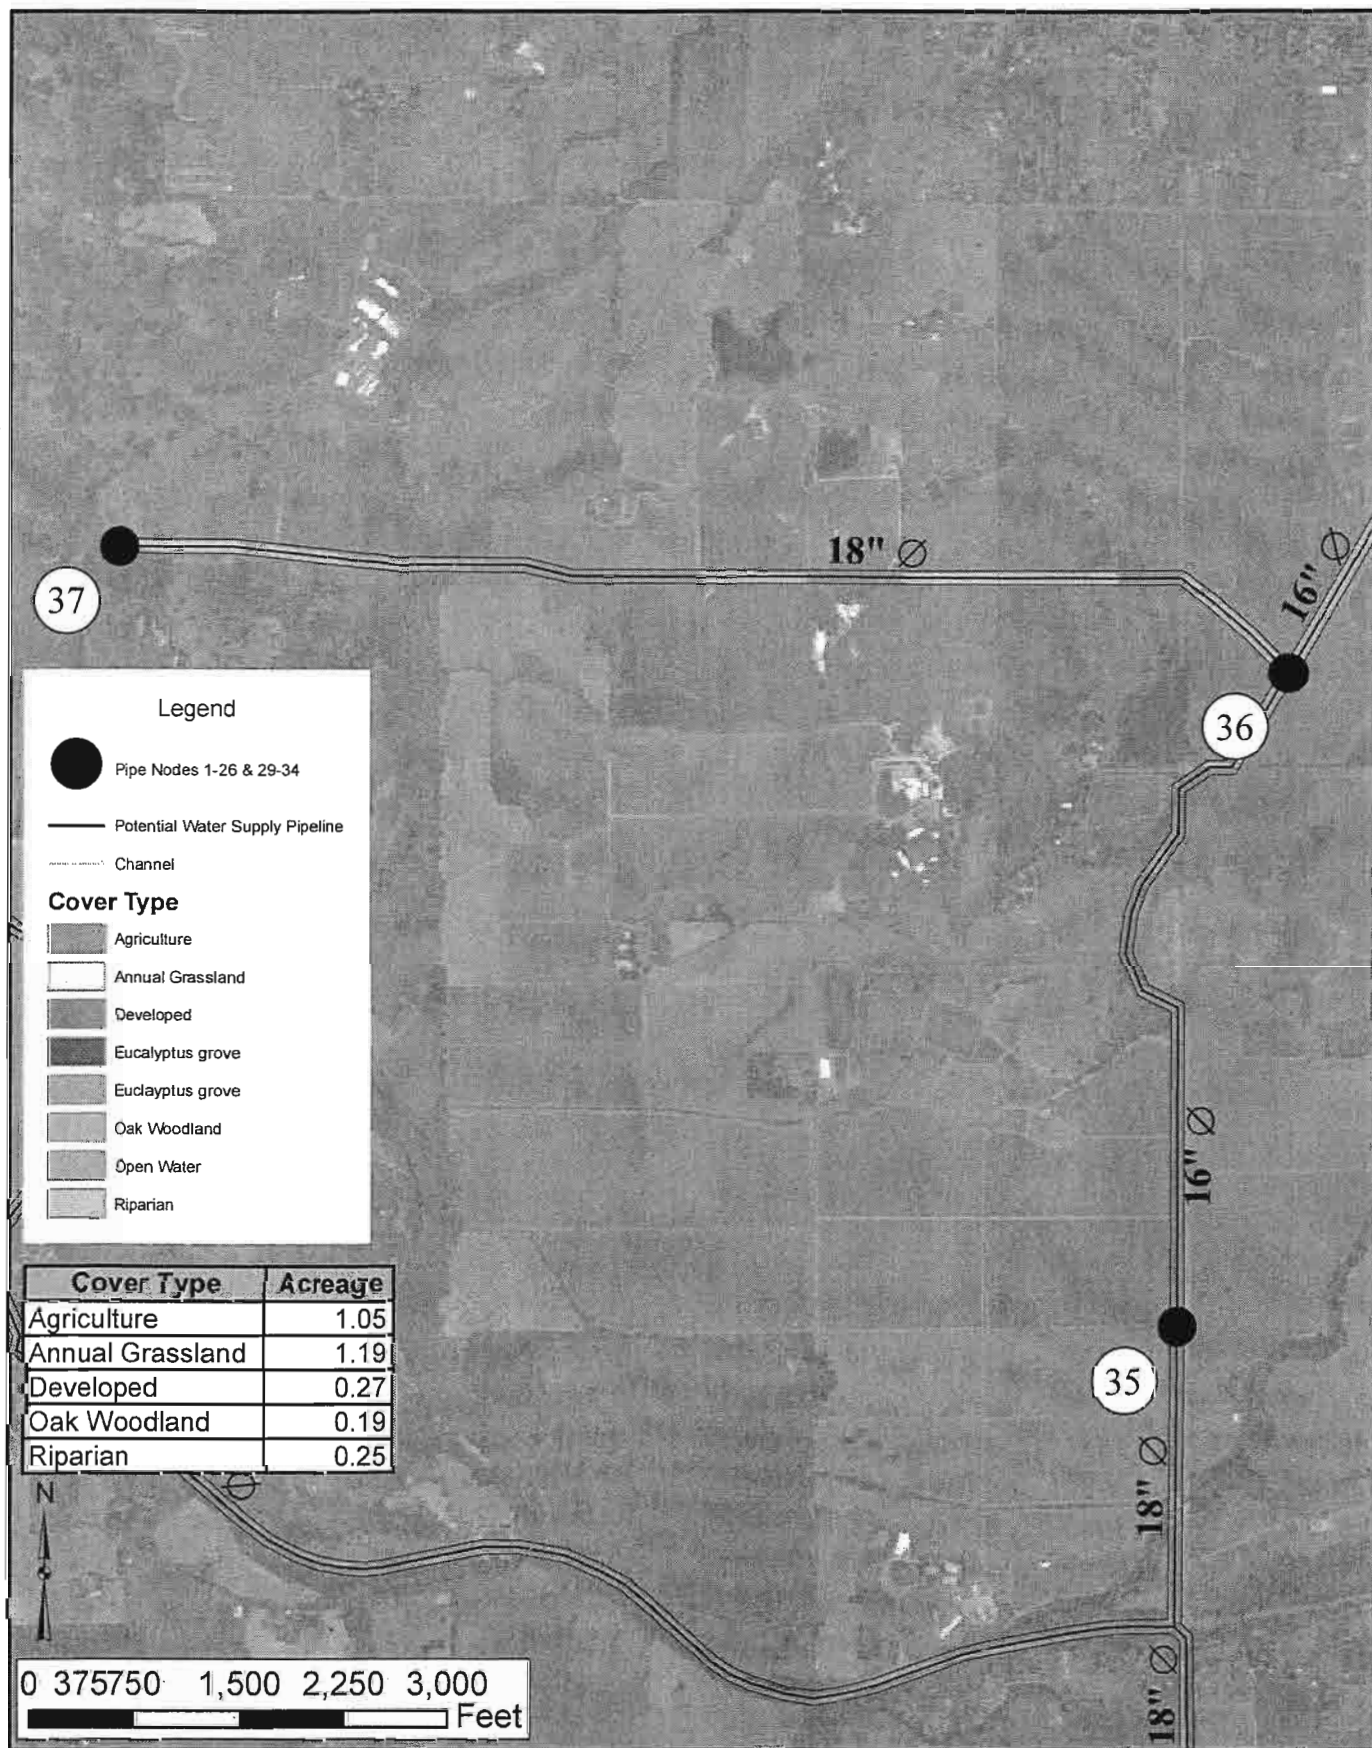 18" ∅
16" ∅
37
36
Legend
Pipe Nodes 1-26 & 29-34
Potential Water Supply Pipeline
Channel
Cover Type
Agriculture
Annual Grassland
Developed
Eucalyptus grove
Euclayptus grove
Oak Woodland
Open Water
Riparian
16" ∅
35
Cover Type Acreage
Agriculture 1.05
Annual Grassland 1.19
Developed 0.27
Oak Woodland 0.19
Riparian 0.25
18" ∅
∅
N
18" ∅
0 375750 1,500 2,250 3,000
Feet